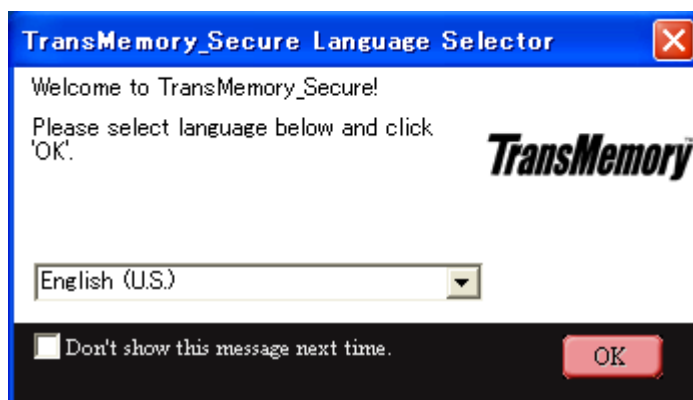 TransMemory_Secure Language Selector
Welcome to TransMemory_Secure!
Please select language below and click
'OK'.
TransMemory™
English (U.S.)
Don't show this message next time.
OK